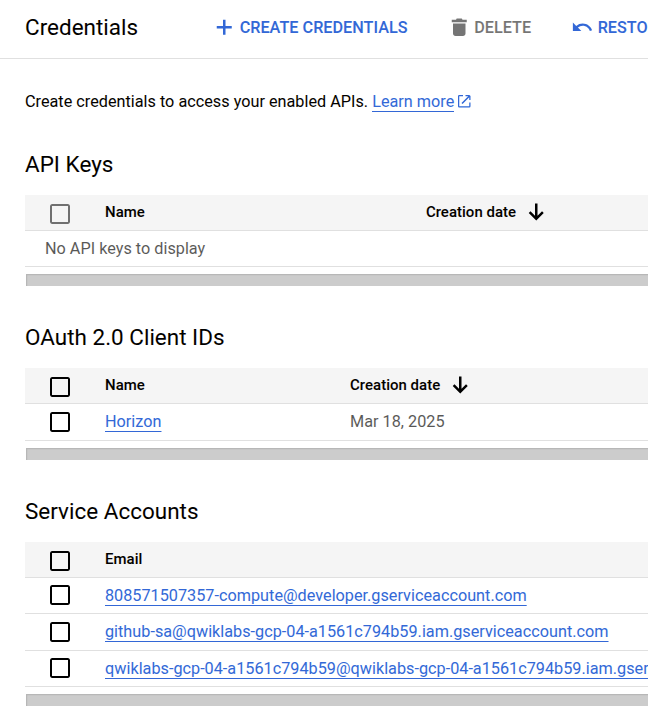 Credentials CREATE CREDENTIALS DELETE RESTO
Create credentials to access your enabled APIs. Learn more
API Keys
Name Creation date
No API keys to display
OAuth 2.0 Client IDs
Name Creation date
Horizon Mar 18, 2025
Service Accounts
Email
808571507357-compute@developer.gserviceaccount.com
github-sa@qwiklabs-gcp-04-a1561c794b59.iam.gserviceaccount.com
qwiklabs-gcp-04-a1561c794b59@qwiklabs-gcp-04-a1561c794b59.iam.gser